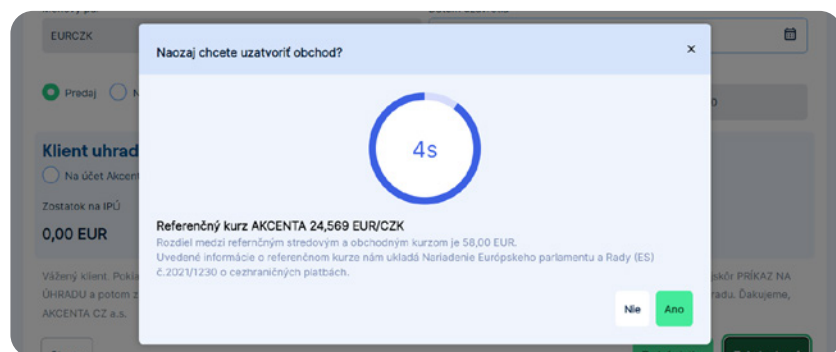 EURCZK
Naozaj chcete uzatvoriť obchod?
×
Predaj
4s
Klient uhrad
Na účet Akcent
Zostatok na IPÚ
0,00 EUR
Referenčný kurz AKCENTA 24,569 EUR/CZK
Rozdiel medzi refernčným stredovým a obchodným kurzom je 58,00 EUR.
Uvedené informácie o referenčnom kurze nám ukladá Nariadenie Európskeho parlamentu a Rady (ES)
č.2021/1230 o cezhraničných platbách.
Vážený klient. Pokia
jskôr PRÍKAZ NA
ÚHRADU a potom z
radu. Ďakujeme,
AKCENTA CZ a.s.
Nie
Ano